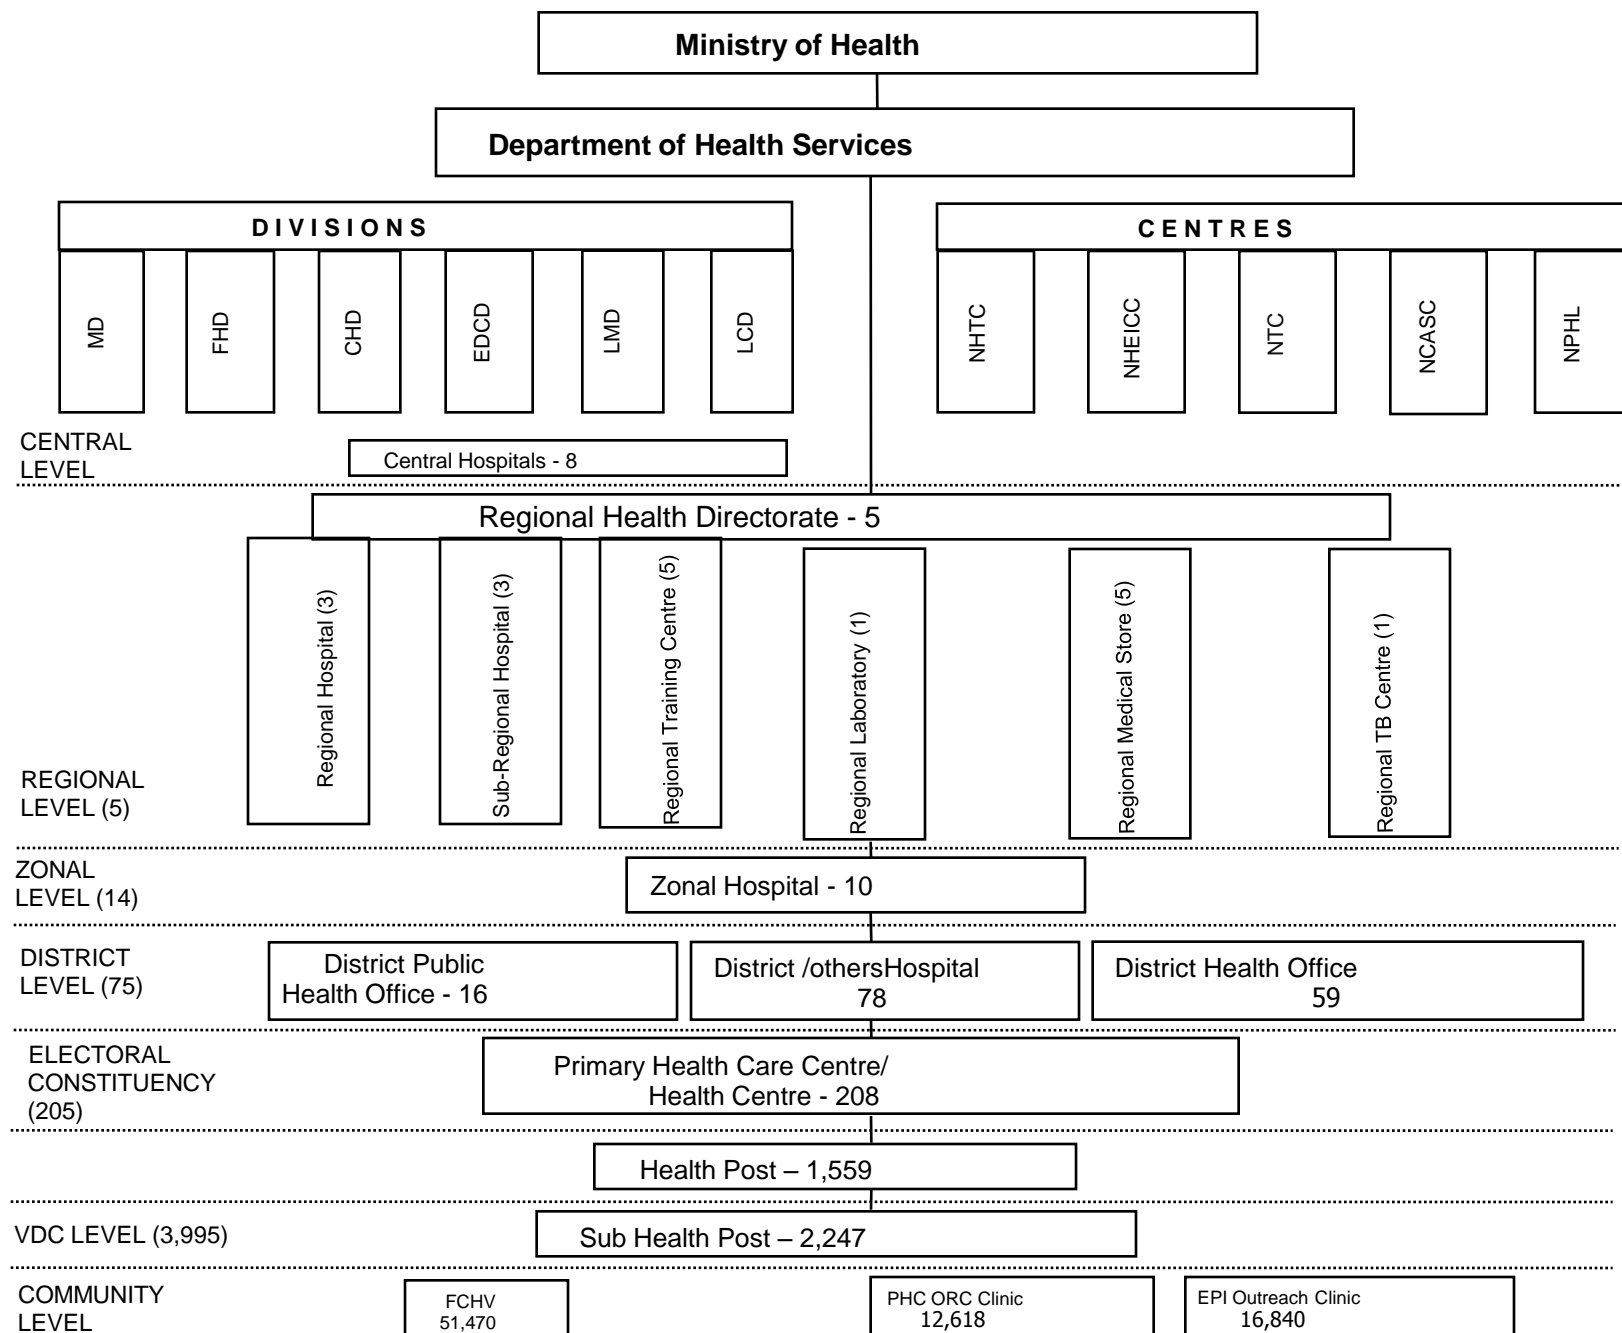 Ministry of Health
Department of Health Services
DIVISIONS
CENTRES
MD
FHD
CHD
EDCD
LMD
LCD
NHTC
NHEICC
NTC
NCASC
NPHL
CENTRAL
LEVEL
Central Hospitals - 8
Regional Health Directorate - 5
Regional Hospital (3)
Sub-Regional Hospital (3)
Regional Training Centre (5)
Regional Laboratory (1)
Regional Medical Store (5)
Regional TB Centre (1)
REGIONAL
LEVEL (5)
ZONAL
LEVEL (14)
Zonal Hospital - 10
DISTRICT
LEVEL (75)
District Public
Health Office - 16
District /othersHospital
78
District Health Office
59
ELECTORAL
CONSTITUENCY
(205)
Primary Health Care Centre/
Health Centre - 208
Health Post – 1,559
VDC LEVEL (3,995)
Sub Health Post – 2,247
COMMUNITY
LEVEL
FCHV
51,470
PHC ORC Clinic
12,618
EPI Outreach Clinic
16,840